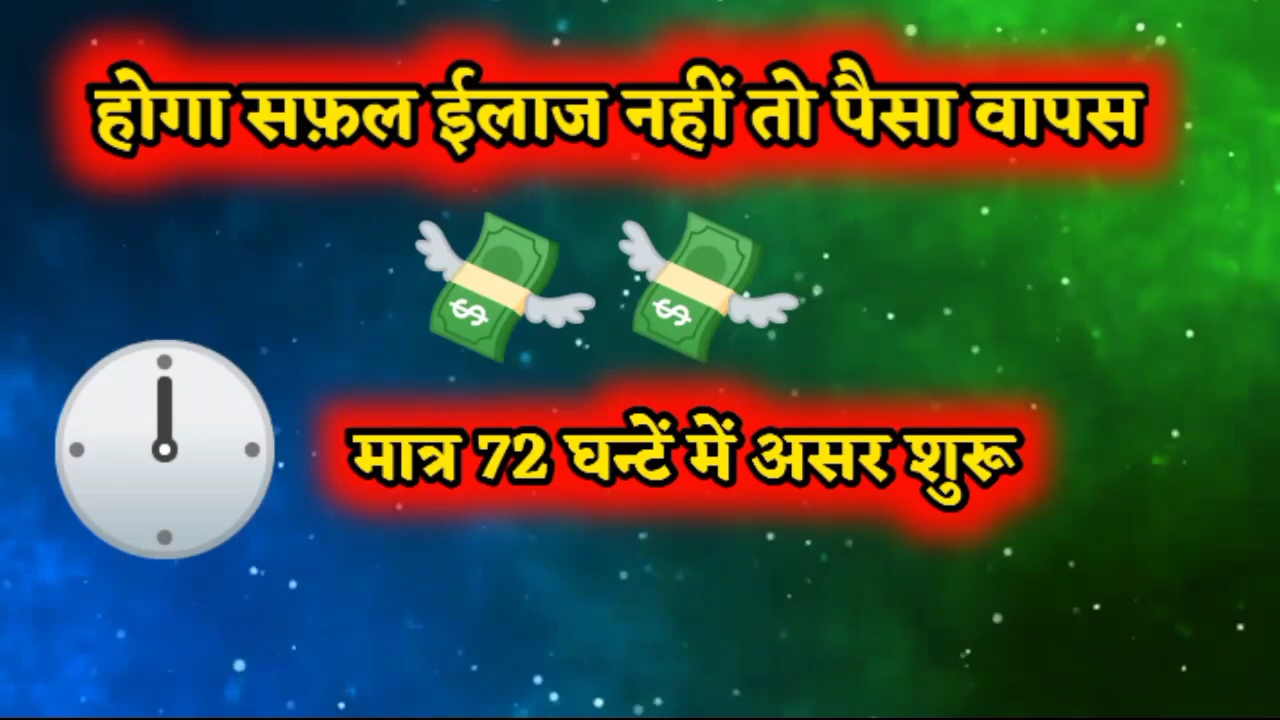 होगा सफ़ल ईलाज नहीं तो पैसा वापस
मात्र 72 घन्टें में असर शुरू